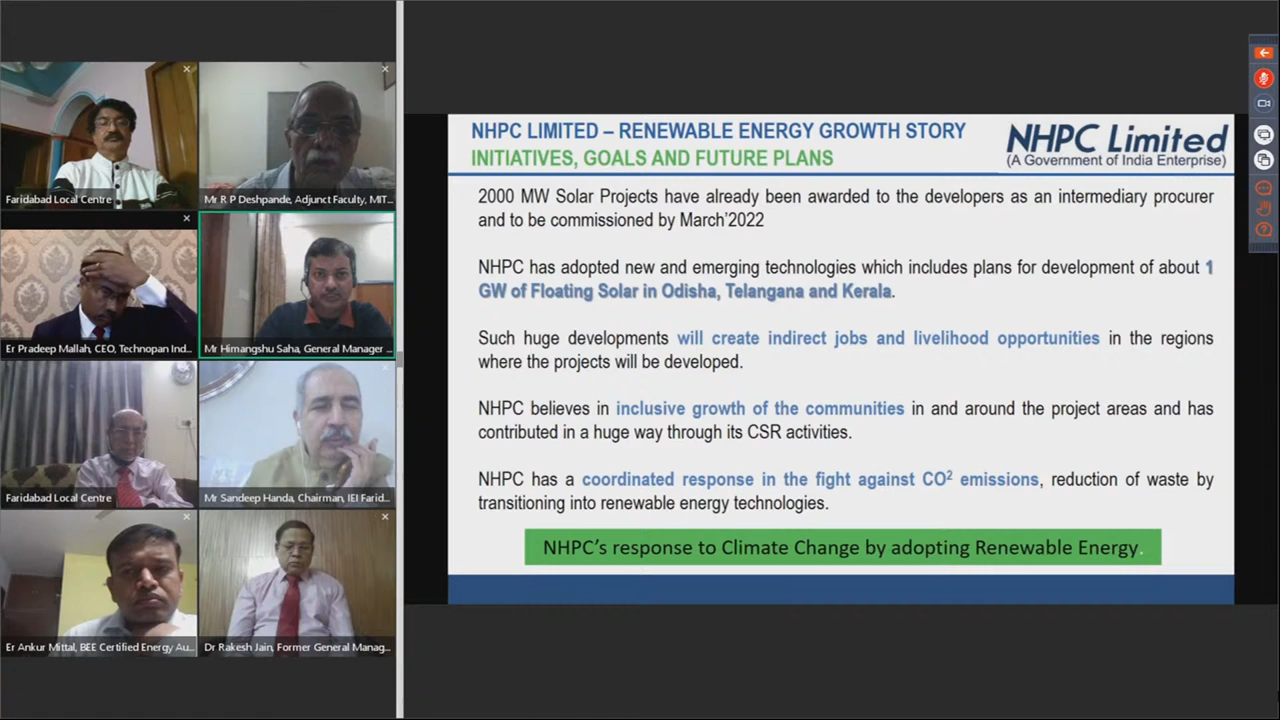 Faridabad Local Centre
Mr R P Deshpande, Adjunct Faculty, MIT...
Er Pradeep Mallah, CEO, Technopan Ind...
Mr Himangshu Saha, General Manager ...
Faridabad Local Centre
Mr Sandeep Handa, Chairman, IEI Farid...
Er Ankur Mittal, BEE Certified Energy Au...
Dr Rakesh Jain, Former General Manag...
NHPC LIMITED – RENEWABLE ENERGY GROWTH STORY
INITIATIVES, GOALS AND FUTURE PLANS
NHPC Limited
(A Government of India Enterprise)
2000 MW Solar Projects have already been awarded to the developers as an intermediary procurer
and to be commissioned by March'2022
NHPC has adopted new and emerging technologies which includes plans for development of about 1
GW of Floating Solar in Odisha, Telangana and Kerala.
Such huge developments will create indirect jobs and livelihood opportunities in the regions
where the projects will be developed.
NHPC believes in inclusive growth of the communities in and around the project areas and has
contributed in a huge way through its CSR activities.
NHPC has a coordinated response in the fight against CO² emissions, reduction of waste by
transitioning into renewable energy technologies.
NHPC's response to Climate Change by adopting Renewable Energy.